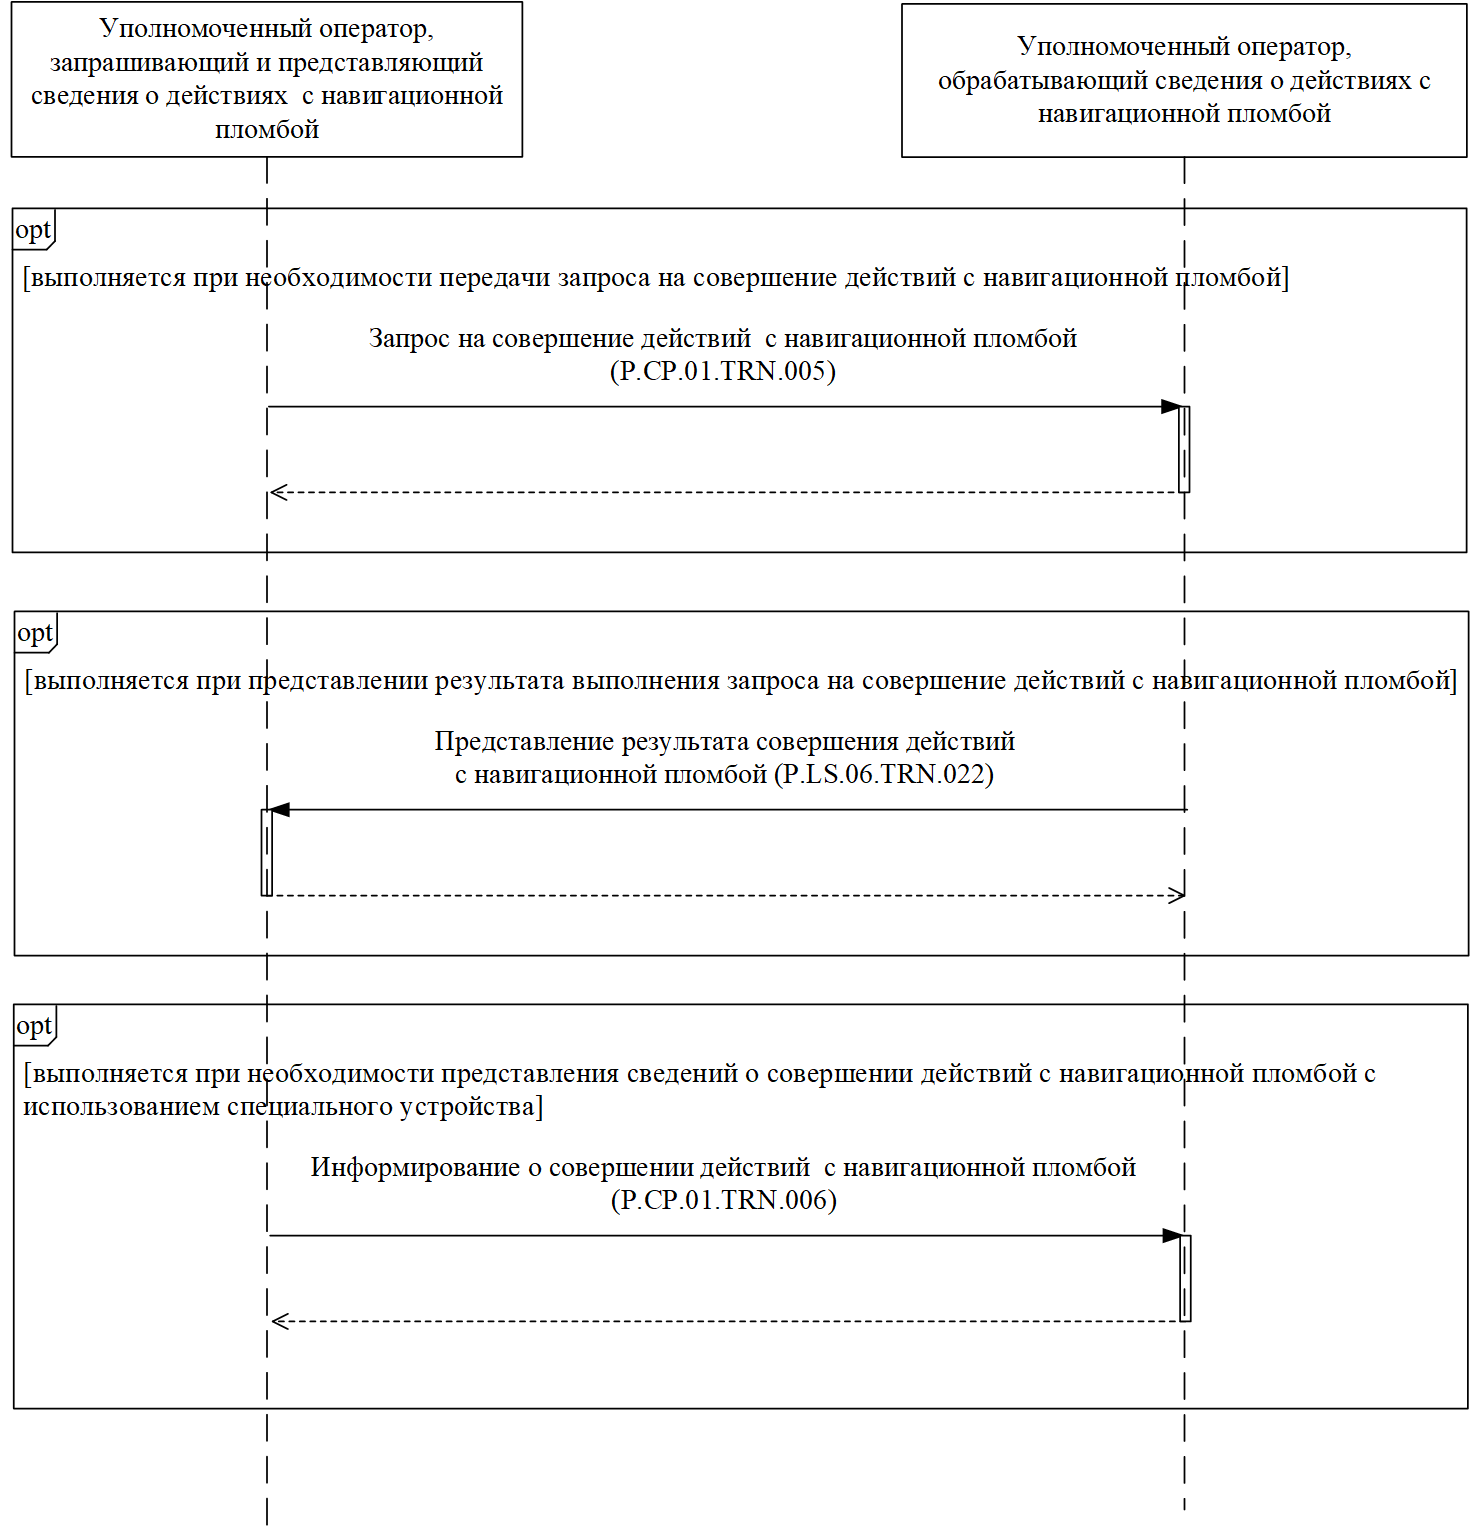 Уполномоченный оператор,
запрашивающий и представляющий
сведения о действиях  с навигационной
пломбой
Уполномоченный оператор,
обрабатывающий сведения о действиях с
навигационной пломбой
opt
[выполняется при необходимости передачи запроса на совершение действий с навигационной пломбой]
Запрос на совершение действий  с навигационной пломбой
(P.CP.01.TRN.005)
opt
[выполняется при представлении результата выполнения запроса на совершение действий с навигационной пломбой]
Представление результата совершения действий
с навигационной пломбой (P.LS.06.TRN.022)
opt
[выполняется при необходимости представления сведений о совершении действий с навигационной пломбой с
использованием специального устройства]
Информирование о совершении действий  с навигационной пломбой
(P.CP.01.TRN.006)